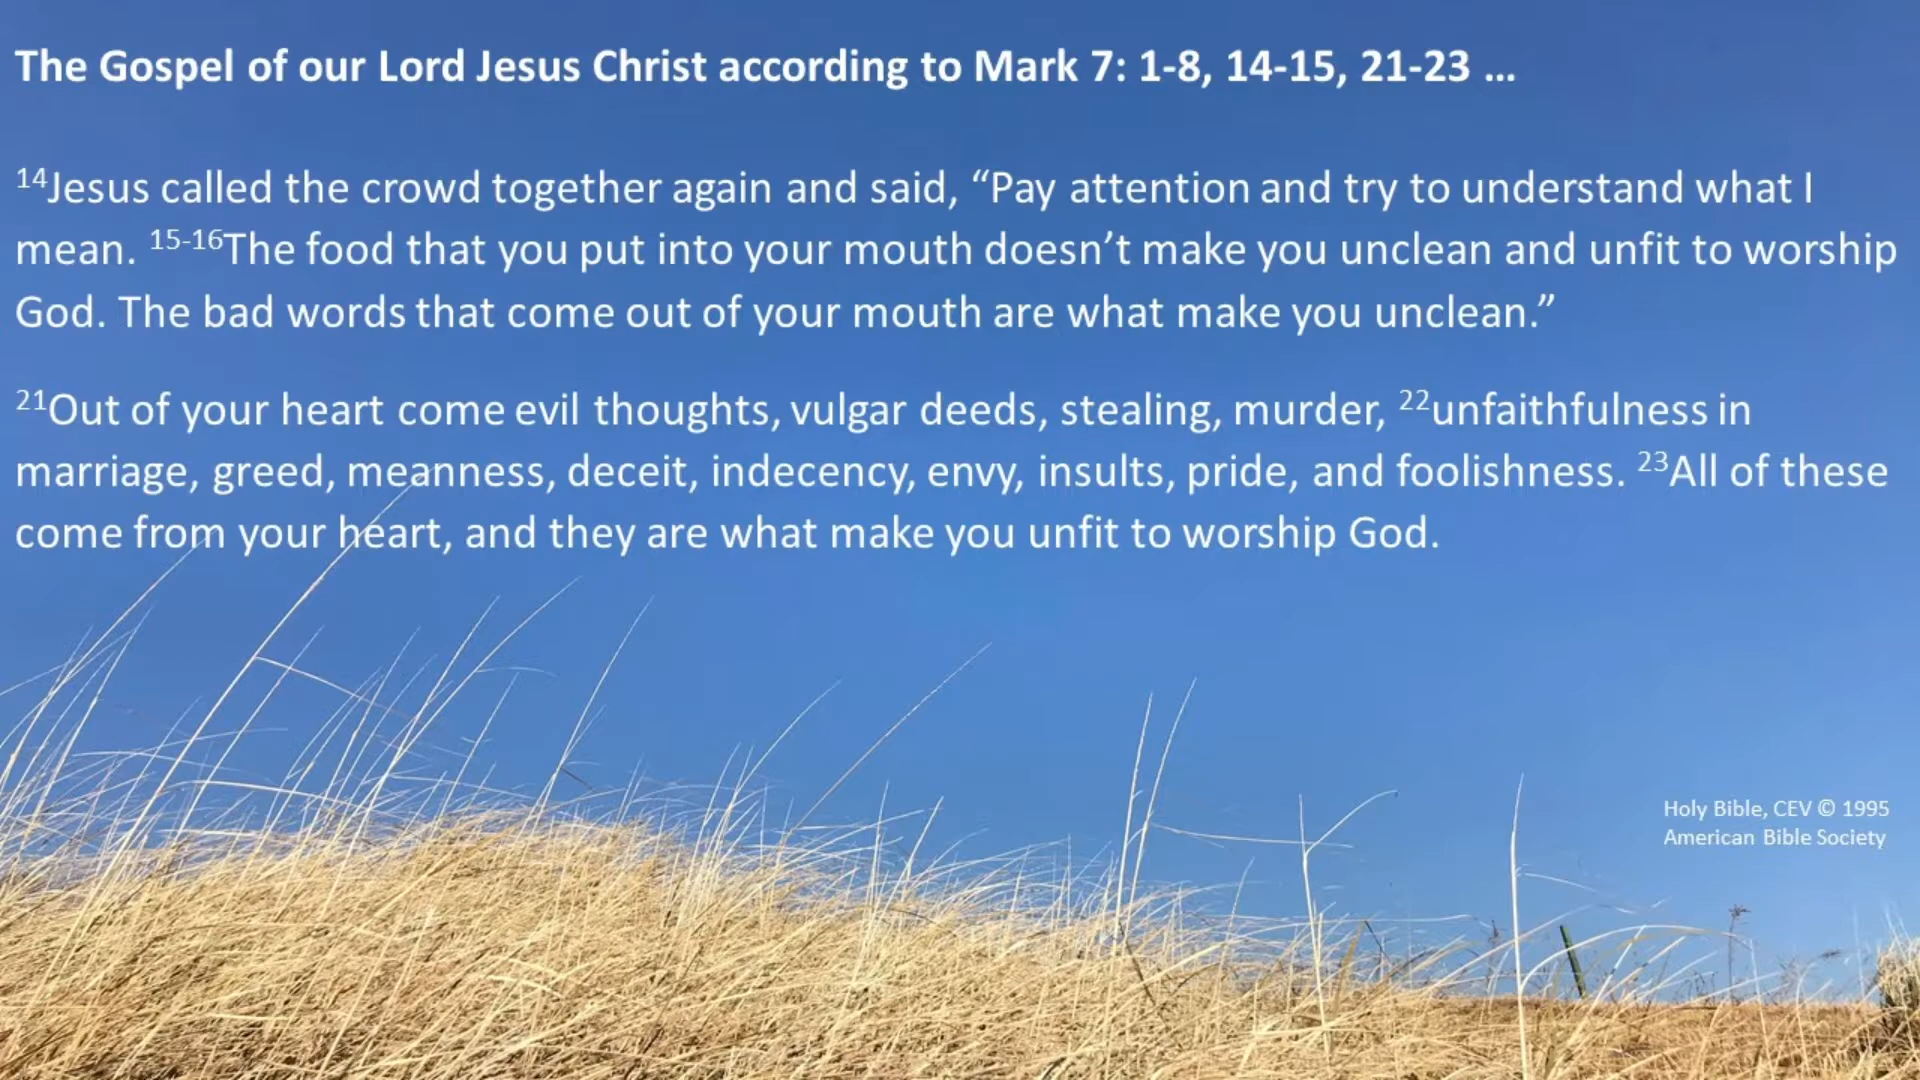 The Gospel of our Lord Jesus Christ according to Mark 7: 1-8, 14-15, 21-23 ...
¹⁴Jesus called the crowd together again and said, “Pay attention and try to understand what I
mean. ¹⁵⁻¹⁶The food that you put into your mouth doesn’t make you unclean and unfit to worship
God. The bad words that come out of your mouth are what make you unclean.”
²¹Out of your heart come evil thoughts, vulgar deeds, stealing, murder, ²²unfaithfulness in
marriage, greed, meanness, deceit, indecency, envy, insults, pride, and foolishness. ²³All of these
come from your heart, and they are what make you unfit to worship God.
Holy Bible, CEV © 1995
American Bible Society